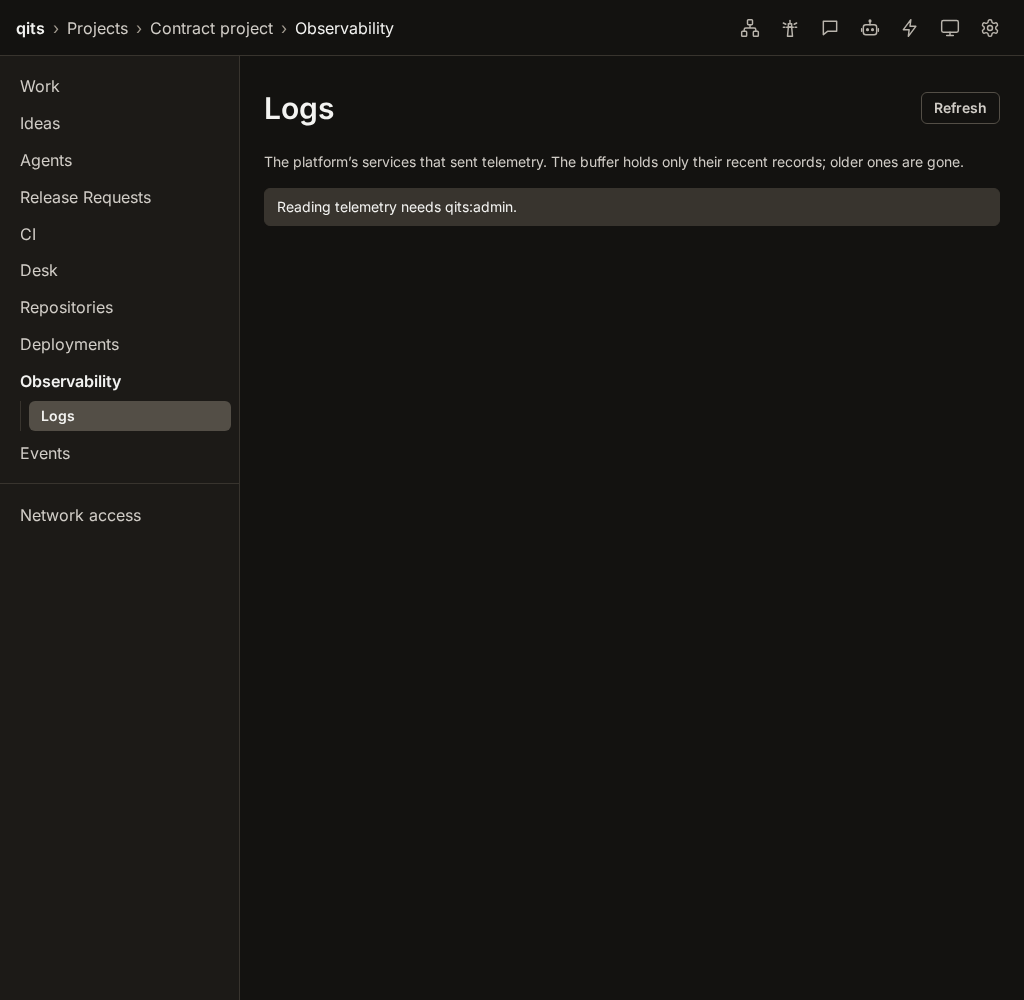 qits › Projects › Contract project › Observability
Work
Ideas
Agents
Release Requests
CI
Desk
Repositories
Deployments
Observability
Logs
Events
Network access
Logs
Refresh
The platform’s services that sent telemetry. The buffer holds only their recent records; older ones are gone.
Reading telemetry needs qits:admin.